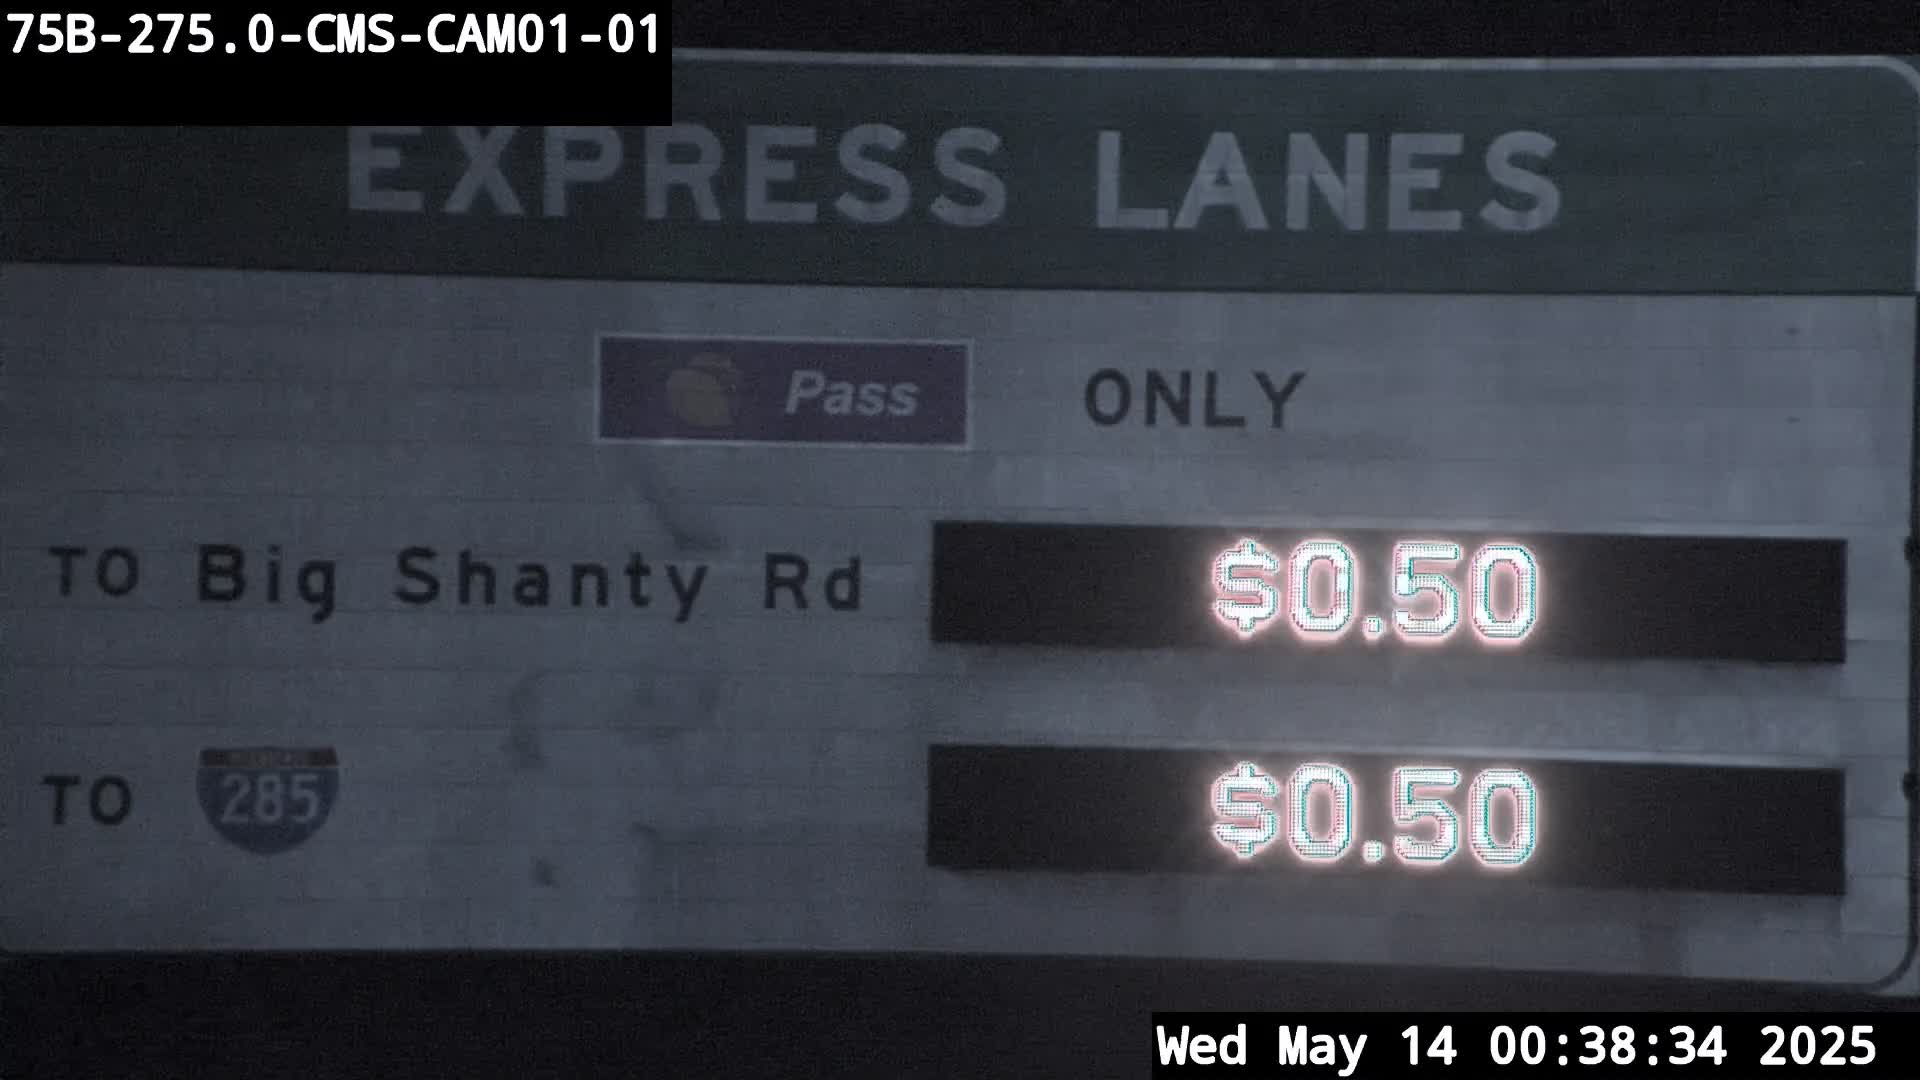 75B-275.0-CMS-CAM01-01
EXPRESS LANES
Pass ONLY
TO Big Shanty Rd $0.50
TO 285 $0.50
Wed May 14 00:38:34 2025